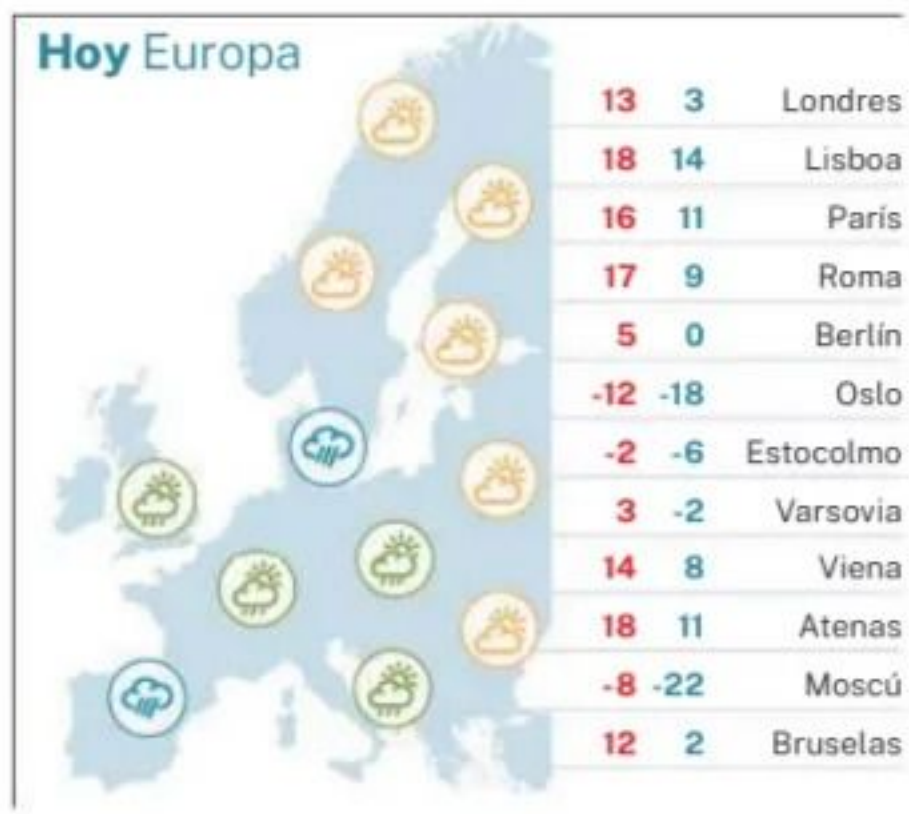 Hoy Europa
13 3 Londres
18 14 Lisboa
16 11 París
17 9 Roma
5 0 Berlín
-12 -18 Oslo
-2 -6 Estocolmo
3 -2 Varsovia
14 8 Viena
18 11 Atenas
-8 -22 Moscú
12 2 Bruselas